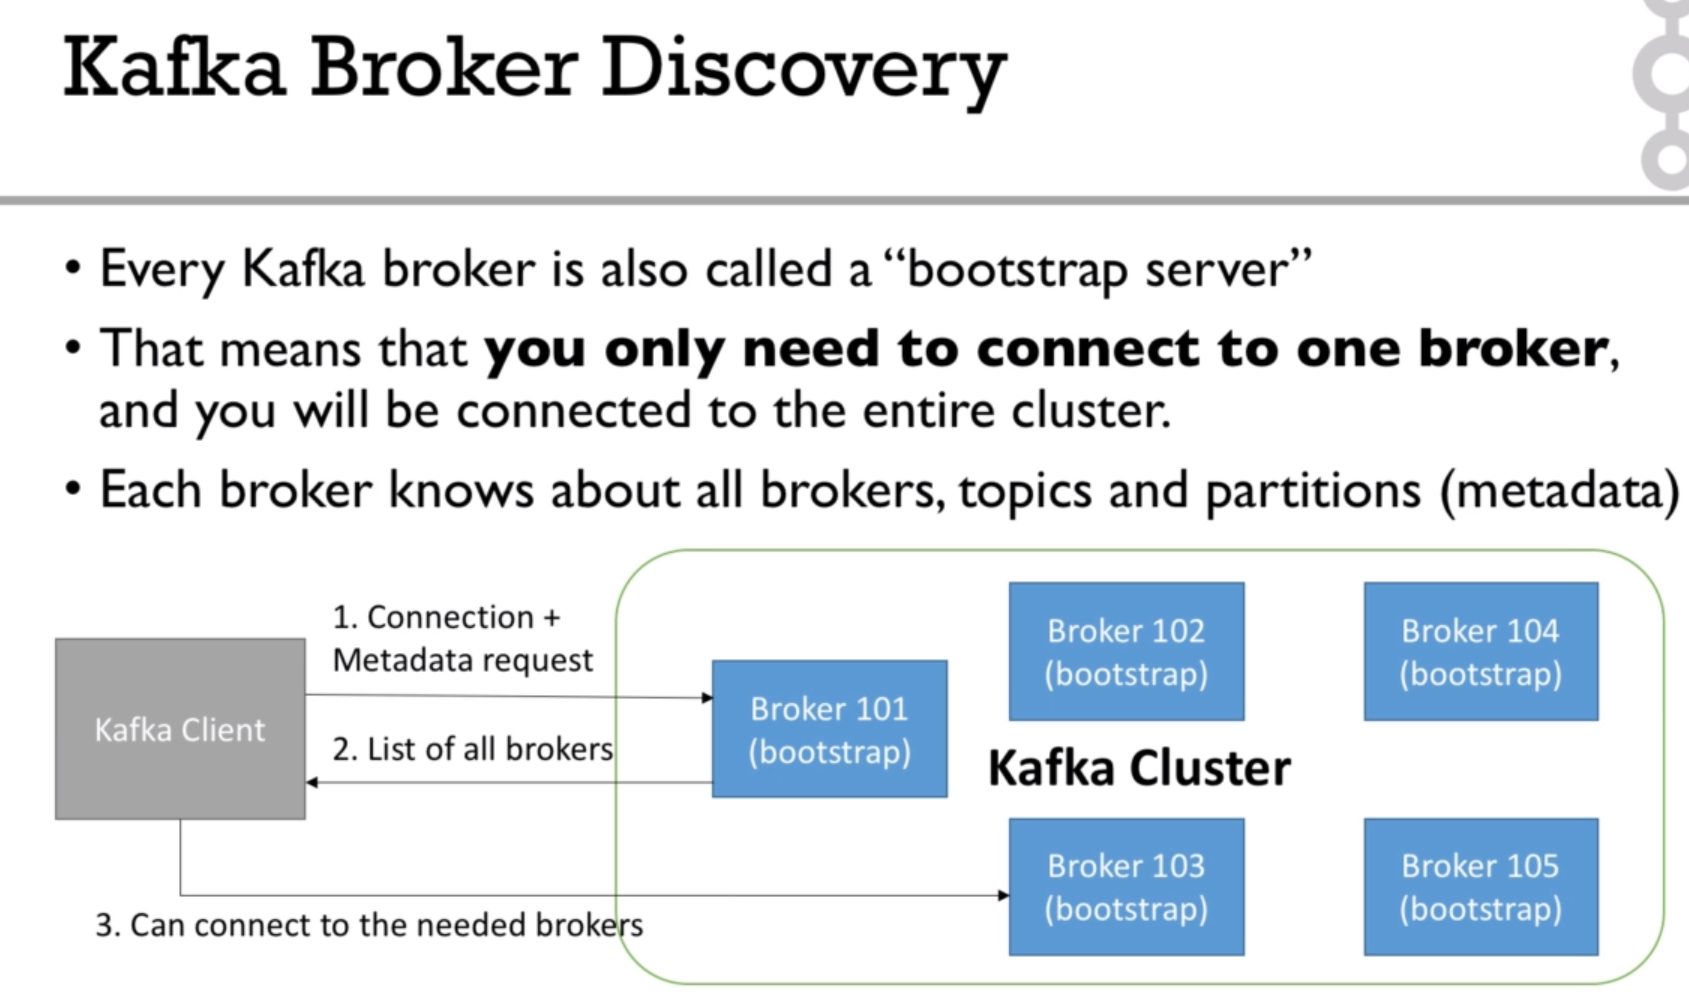 Kafka Broker Discovery
• Every Kafka broker is also called a “bootstrap server”
• That means that you only need to connect to one broker,
and you will be connected to the entire cluster.
• Each broker knows about all brokers, topics and partitions (metadata)
Kafka Client
1. Connection +
Metadata request
2. List of all brokers
3. Can connect to the needed brokers
Broker 101
(bootstrap)
Broker 102
(bootstrap)
Broker 104
(bootstrap)
Kafka Cluster
Broker 103
(bootstrap)
Broker 105
(bootstrap)